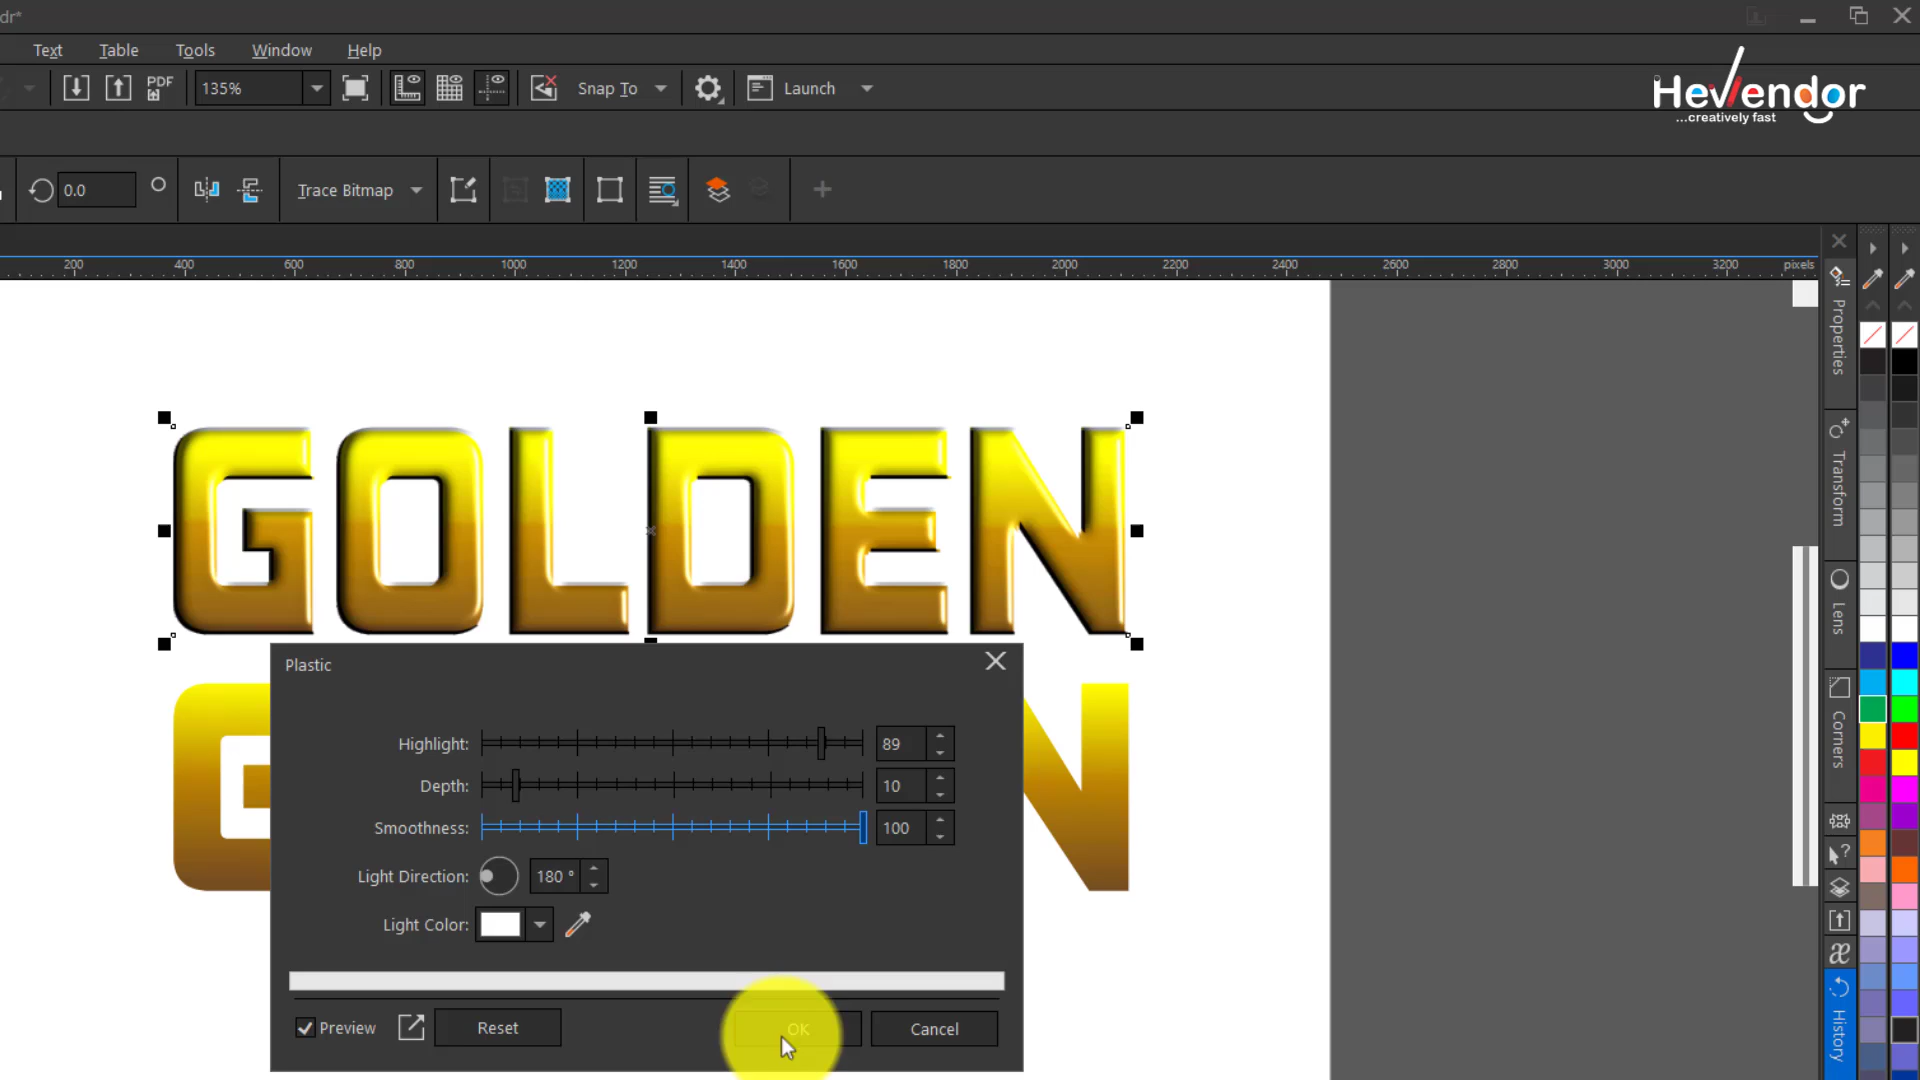 dr*
Text Table Tools Window Help
PDF
135%
Snap To
Launch
Hevendor
...creatively fast
0.0
Trace Bitmap
200 400 600 800 1000 1200 1400 1600 1800 2000 2200 2400 2600 2800 3000 3200 pixels
Properties
Transform
Lens
Corners
æ
History
GOLDEN
Plastic
Highlight: 89
Depth: 10
Smoothness: 100
Light Direction: 180 °
Light Color:
Preview
Reset
OK
Cancel